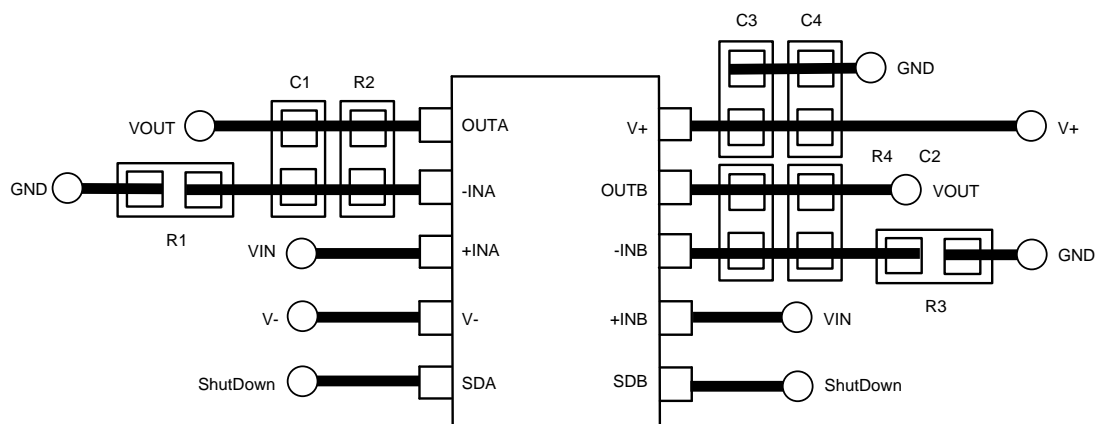 C3 C4
GND
C1 R2
VOUT OUTA V+ V+
R4 C2
GND -INA OUTB VOUT
R1
VIN +INA -INB GND
R3
V- V- +INB VIN
ShutDown SDA SDB ShutDown